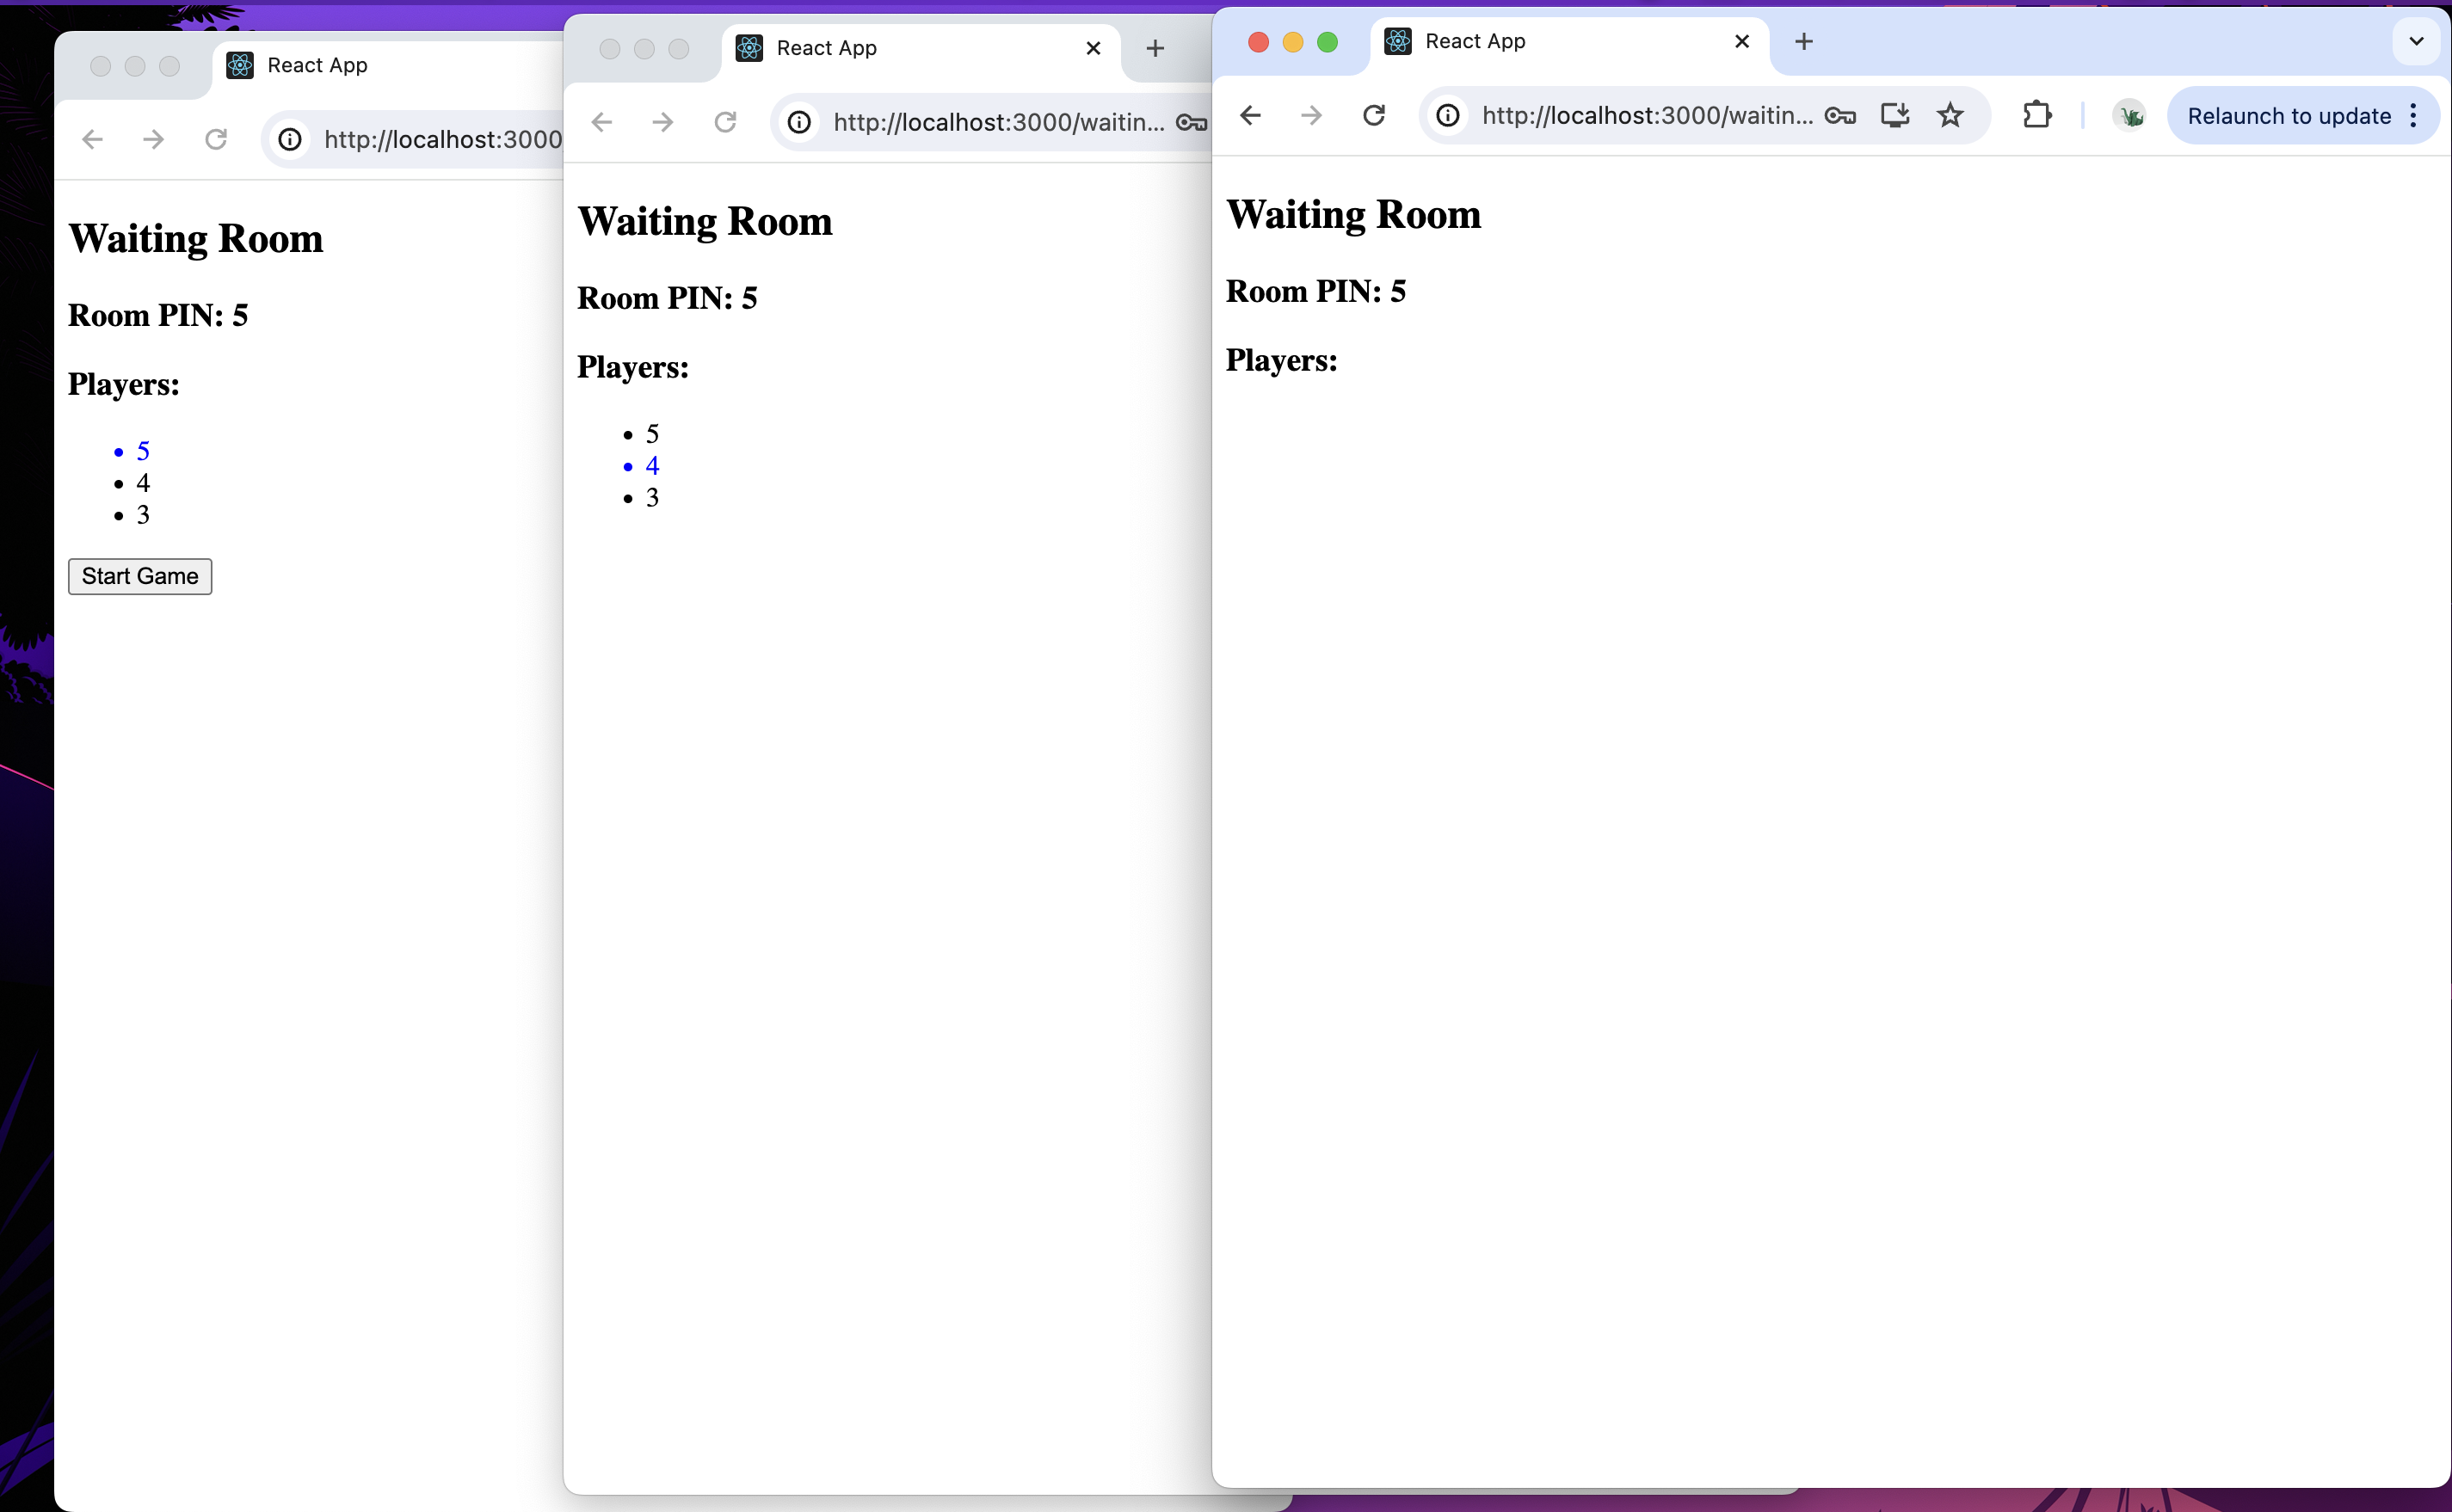 React App
http://localhost:3000
Waiting Room
Room PIN: 5
Players:
• 5
• 4
• 3
Start Game
React App
http://localhost:3000/waitin...
Waiting Room
Room PIN: 5
Players:
• 5
• 4
• 3
React App
http://localhost:3000/waitin...
Relaunch to update
Waiting Room
Room PIN: 5
Players: